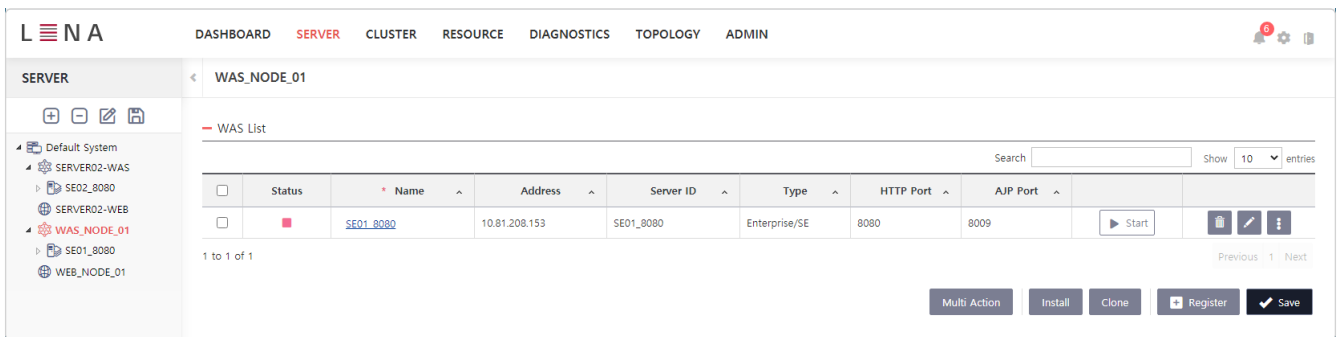 LENA
DASHBOARD SERVER CLUSTER RESOURCE DIAGNOSTICS TOPOLOGY ADMIN 6
SERVER
WAS_NODE_01
WAS List
Default System
SERVER02-WAS
SE02_8080
SERVER02-WEB
WAS_NODE_01
SE01_8080
WEB_NODE_01
Search Show 10 entries
Status * Name Address Server ID Type HTTP Port AJP Port
SE01_8080 10.81.208.153 SE01_8080 Enterprise/SE 8080 8009 Start
1 to 1 of 1 Previous 1 Next
Multi Action Install Clone Register Save